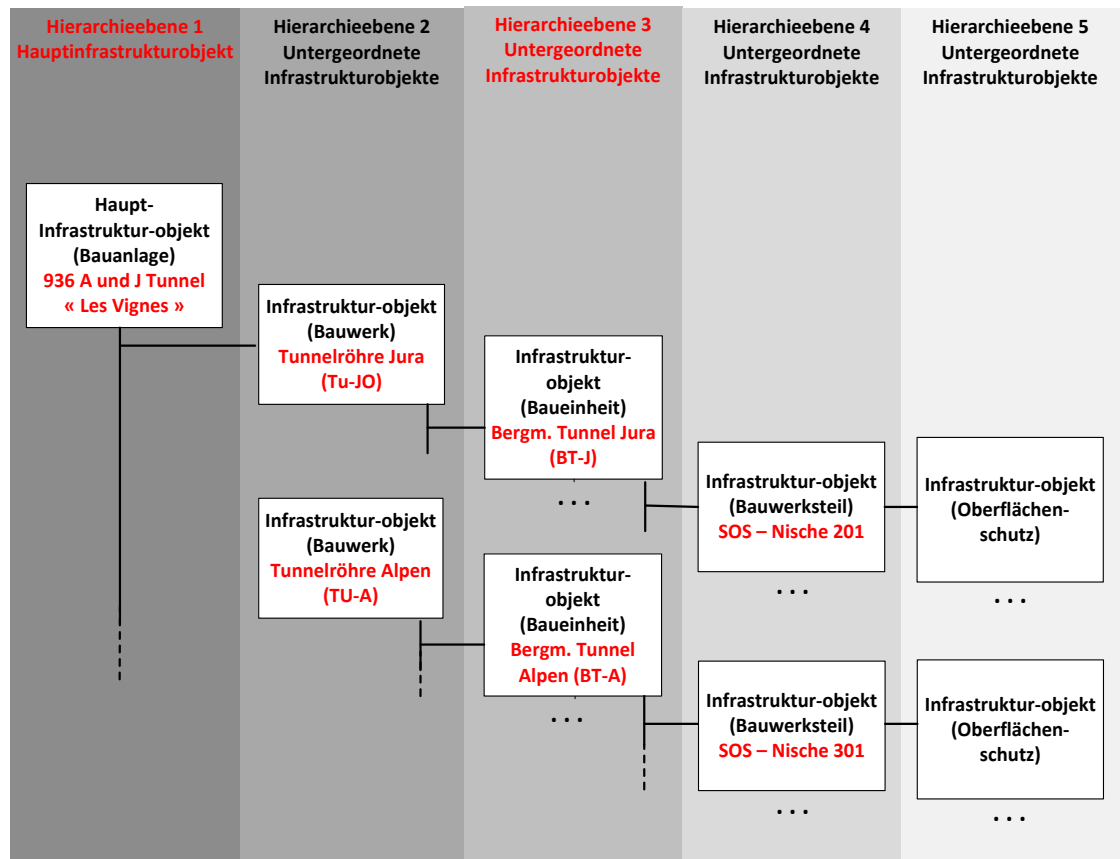 Hierarchieebene 1
Hauptinfrastrukturobjekt
Hierarchieebene 2
Untergeordnete
Infrastrukturobjekte
Hierarchieebene 3
Untergeordnete
Infrastrukturobjekte
Hierarchieebene 4
Untergeordnete
Infrastrukturobjekte
Hierarchieebene 5
Untergeordnete
Infrastrukturobjekte
Haupt-
Infrastruktur-objekt
(Bauanlage)
936 A und J Tunnel
« Les Vignes »
Infrastruktur-objekt
(Bauwerk)
Tunnelröhre Jura
(Tu-JO)
Infrastruktur-
objekt
(Baueinheit)
Bergm. Tunnel Jura
(BT-J)
. . .
Infrastruktur-objekt
(Bauwerksteil)
SOS – Nische 201
. . .
Infrastruktur-objekt
(Oberflächen-
schutz)
. . .
Infrastruktur-objekt
(Bauwerk)
Tunnelröhre Alpen
(TU-A)
Infrastruktur-
objekt
(Baueinheit)
Bergm. Tunnel
Alpen (BT-A)
. . .
Infrastruktur-objekt
(Bauwerksteil)
SOS – Nische 301
. . .
Infrastruktur-objekt
(Oberflächen-
schutz)
. . .